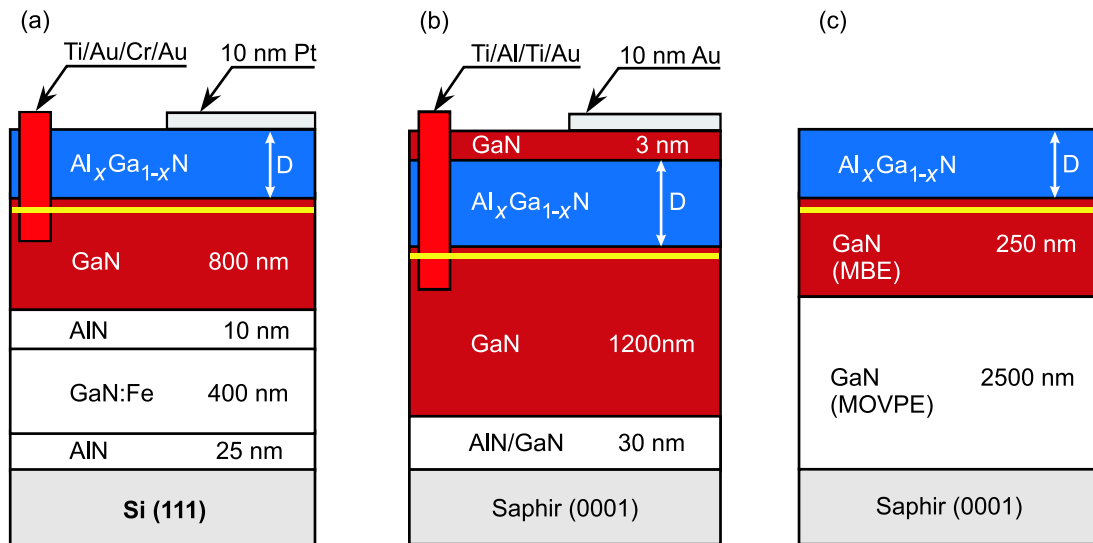 (a)
Ti/Au/Cr/Au
10 nm Pt
AlxGa1-xN
D
GaN 800 nm
AlN 10 nm
GaN:Fe 400 nm
AlN 25 nm
Si (111)
(b)
Ti/Al/Ti/Au
10 nm Au
GaN 3 nm
AlxGa1-xN
D
GaN 1200nm
AlN/GaN 30 nm
Saphir (0001)
(c)
AlxGa1-xN
D
GaN 250 nm
(MBE)
GaN 2500 nm
(MOVPE)
Saphir (0001)